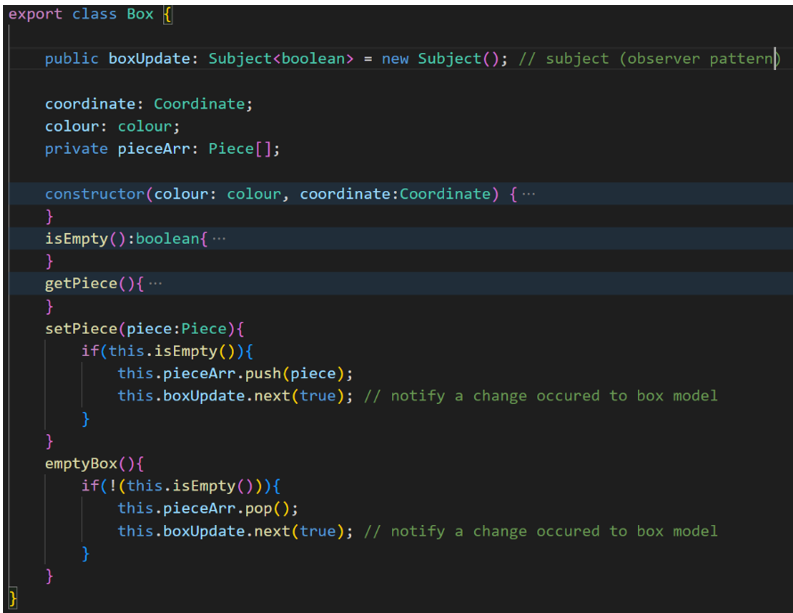 export class Box {
public boxUpdate: Subject<boolean> = new Subject(); // subject (observer pattern)
coordinate: Coordinate;
colour: colour;
private pieceArr: Piece[];
constructor(colour: colour, coordinate:Coordinate) { ···
}
isEmpty():boolean{ ···
}
getPiece(){ ···
}
setPiece(piece:Piece){
if(this.isEmpty()){
this.pieceArr.push(piece);
this.boxUpdate.next(true); // notify a change occured to box model
}
}
emptyBox(){
if(!(this.isEmpty())){
this.pieceArr.pop();
this.boxUpdate.next(true); // notify a change occured to box model
}
}
}